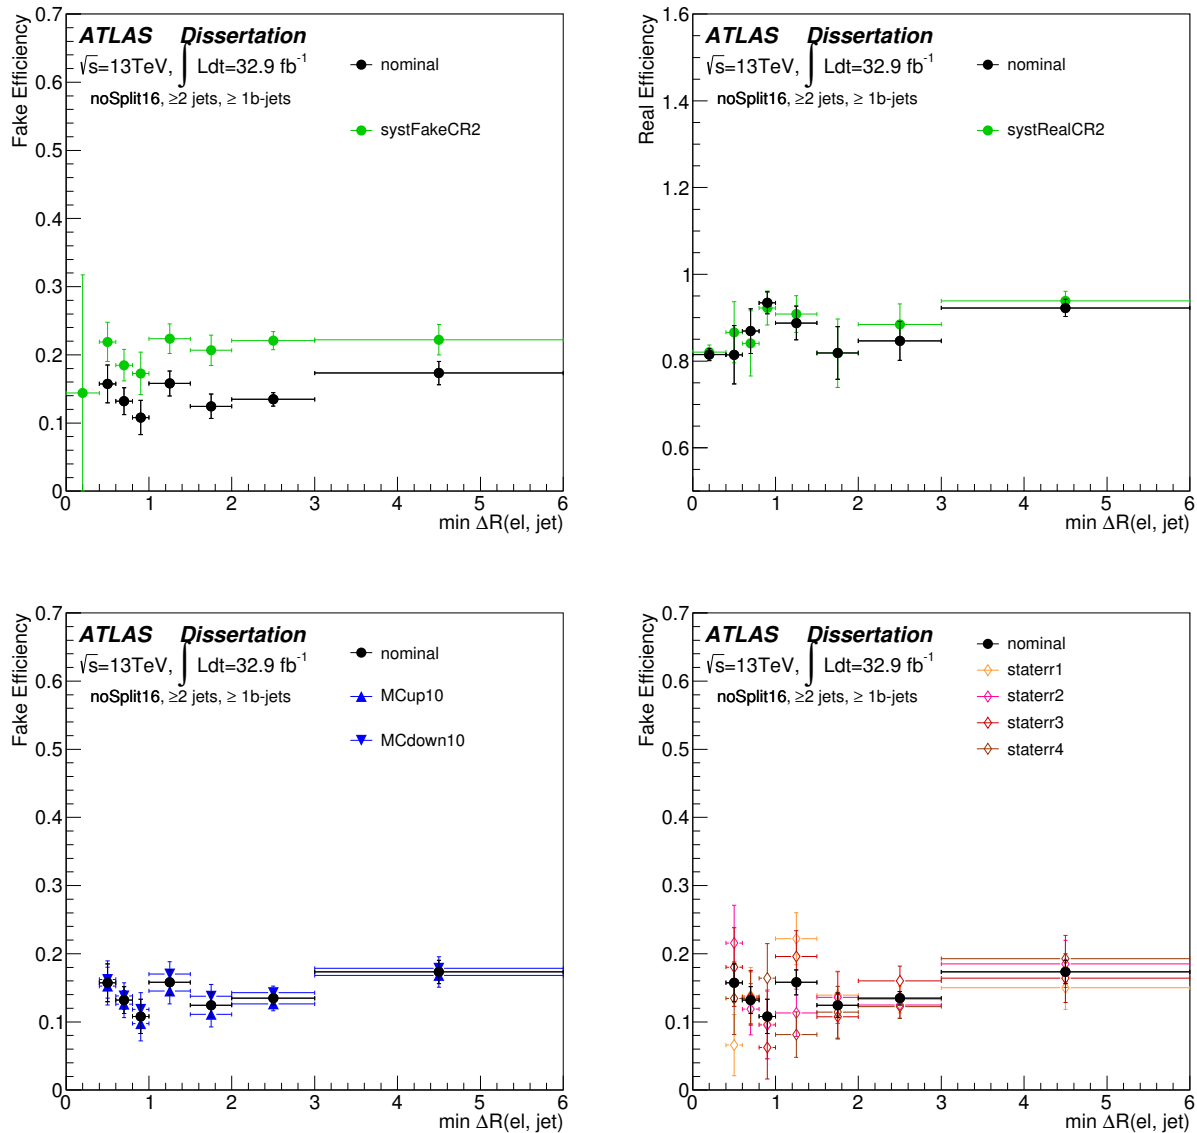 Fake Efficiency
0.7
0.6
0.5
0.4
0.3
0.2
0.1
0
ATLAS Dissertation
√s=13TeV, ∫ Ldt=32.9 fb⁻¹
noSplit16, ≥2 jets, ≥ 1b-jets
nominal
systFakeCR2
0 1 2 3 4 5 6
min ΔR(el, jet)
Real Efficiency
1.6
1.4
1.2
1
0.8
0.6
ATLAS Dissertation
√s=13TeV, ∫ Ldt=32.9 fb⁻¹
noSplit16, ≥2 jets, ≥ 1b-jets
nominal
systRealCR2
0 1 2 3 4 5 6
min ΔR(el, jet)
Fake Efficiency
0.7
0.6
0.5
0.4
0.3
0.2
0.1
0
ATLAS Dissertation
√s=13TeV, ∫ Ldt=32.9 fb⁻¹
noSplit16, ≥2 jets, ≥ 1b-jets
nominal
MCup10
MCdown10
0 1 2 3 4 5 6
min ΔR(el, jet)
Fake Efficiency
0.7
0.6
0.5
0.4
0.3
0.2
0.1
0
ATLAS Dissertation
√s=13TeV, ∫ Ldt=32.9 fb⁻¹
noSplit16, ≥2 jets, ≥ 1b-jets
nominal
staterr1
staterr2
staterr3
staterr4
0 1 2 3 4 5 6
min ΔR(el, jet)